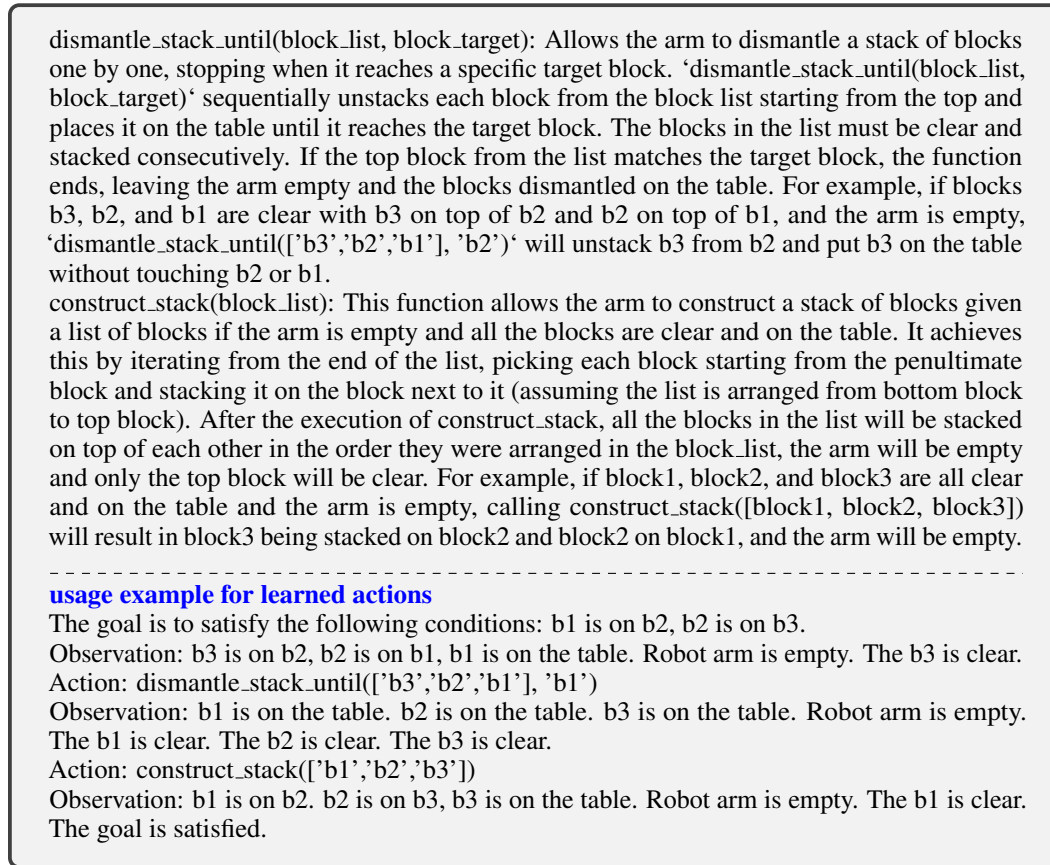 dismantle_stack_until(block_list, block_target): Allows the arm to dismantle a stack of blocks
one by one, stopping when it reaches a specific target block. ‘dismantle_stack_until(block_list,
block_target)‘ sequentially unstacks each block from the block list starting from the top and
places it on the table until it reaches the target block. The blocks in the list must be clear and
stacked consecutively. If the top block from the list matches the target block, the function
ends, leaving the arm empty and the blocks dismantled on the table. For example, if blocks
b3, b2, and b1 are clear with b3 on top of b2 and b2 on top of b1, and the arm is empty,
‘dismantle_stack_until(['b3','b2','b1'], 'b2')‘ will unstack b3 from b2 and put b3 on the table
without touching b2 or b1.
construct_stack(block_list): This function allows the arm to construct a stack of blocks given
a list of blocks if the arm is empty and all the blocks are clear and on the table. It achieves
this by iterating from the end of the list, picking each block starting from the penultimate
block and stacking it on the block next to it (assuming the list is arranged from bottom block
to top block). After the execution of construct_stack, all the blocks in the list will be stacked
on top of each other in the order they were arranged in the block_list, the arm will be empty
and only the top block will be clear. For example, if block1, block2, and block3 are all clear
and on the table and the arm is empty, calling construct_stack([block1, block2, block3])
will result in block3 being stacked on block2 and block2 on block1, and the arm will be empty.
usage example for learned actions
The goal is to satisfy the following conditions: b1 is on b2, b2 is on b3.
Observation: b3 is on b2, b2 is on b1, b1 is on the table. Robot arm is empty. The b3 is clear.
Action: dismantle_stack_until(['b3','b2','b1'], 'b1')
Observation: b1 is on the table. b2 is on the table. b3 is on the table. Robot arm is empty.
The b1 is clear. The b2 is clear. The b3 is clear.
Action: construct_stack(['b1','b2','b3'])
Observation: b1 is on b2. b2 is on b3, b3 is on the table. Robot arm is empty. The b1 is clear.
The goal is satisfied.